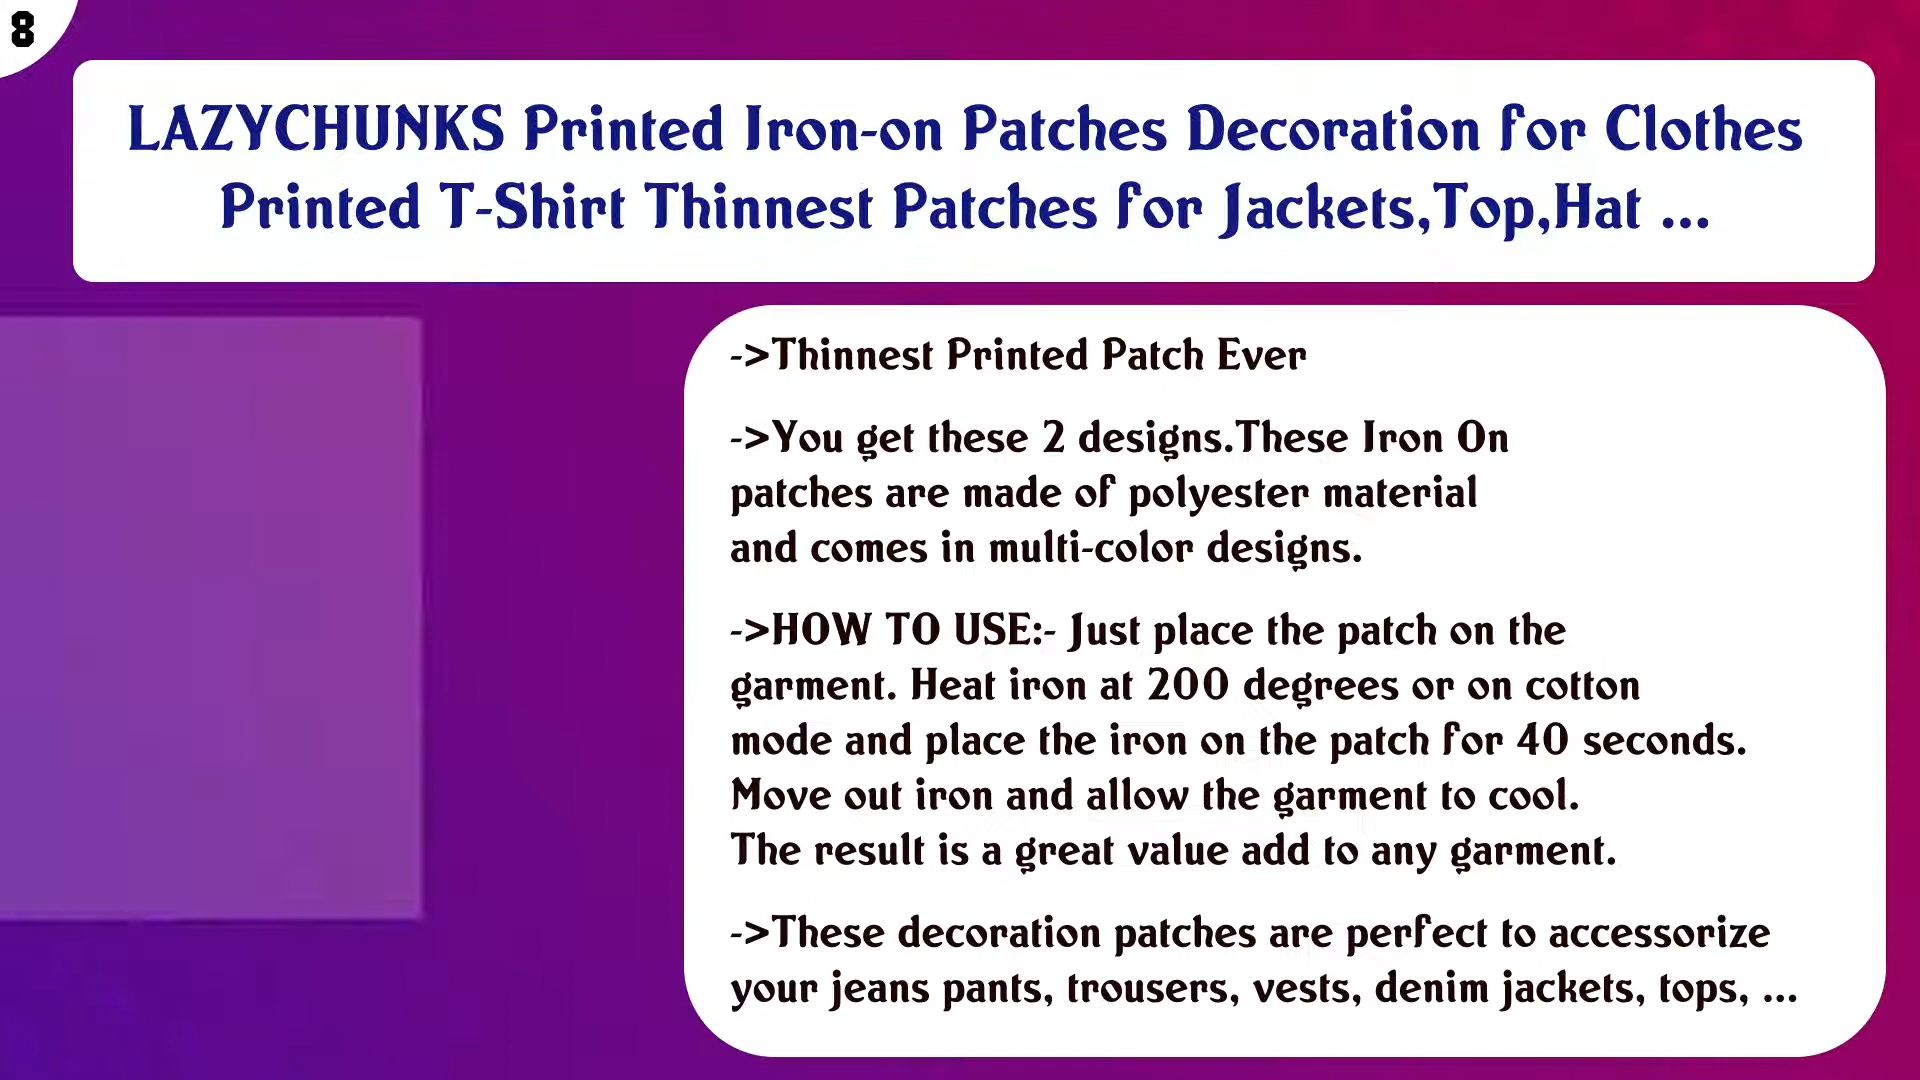 8
LAZYCHUNKS Printed Iron-on Patches Decoration for Clothes
Printed T-Shirt Thinnest Patches for Jackets,Top,Hat ...
->Thinnest Printed Patch Ever
->You get these 2 designs.These Iron On
patches are made of polyester material
and comes in multi-color designs.
->HOW TO USE:- Just place the patch on the
garment. Heat iron at 200 degrees or on cotton
mode and place the iron on the patch for 40 seconds.
Move out iron and allow the garment to cool.
The result is a great value add to any garment.
->These decoration patches are perfect to accessorize
your jeans pants, trousers, vests, denim jackets, tops, ...